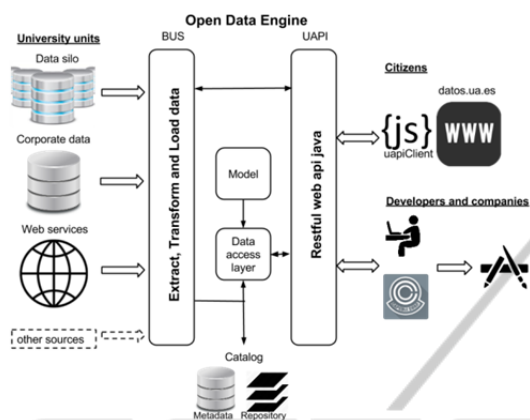 Open Data Engine
University units
BUS
UAPI
Data silo
Citizens
datos.ua.es
{js}
WWW
uapiClient
Corporate data
Extract, Transform and Load data
Model
Restful web api java
Developers and companies
Web services
Data
access
layer
other sources
Catalog
Metadata
Repository